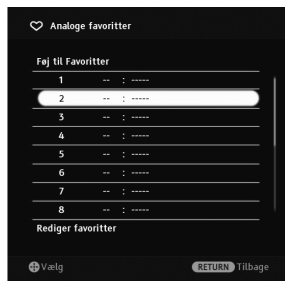 Analoge favoritter
Føj til Favoritter
1 -- : -----
2 -- : -----
3 -- : -----
4 -- : -----
5 -- : -----
6 -- : -----
7 -- : -----
8 -- : -----
Rediger favoritter
Vælg RETURN Tilbage